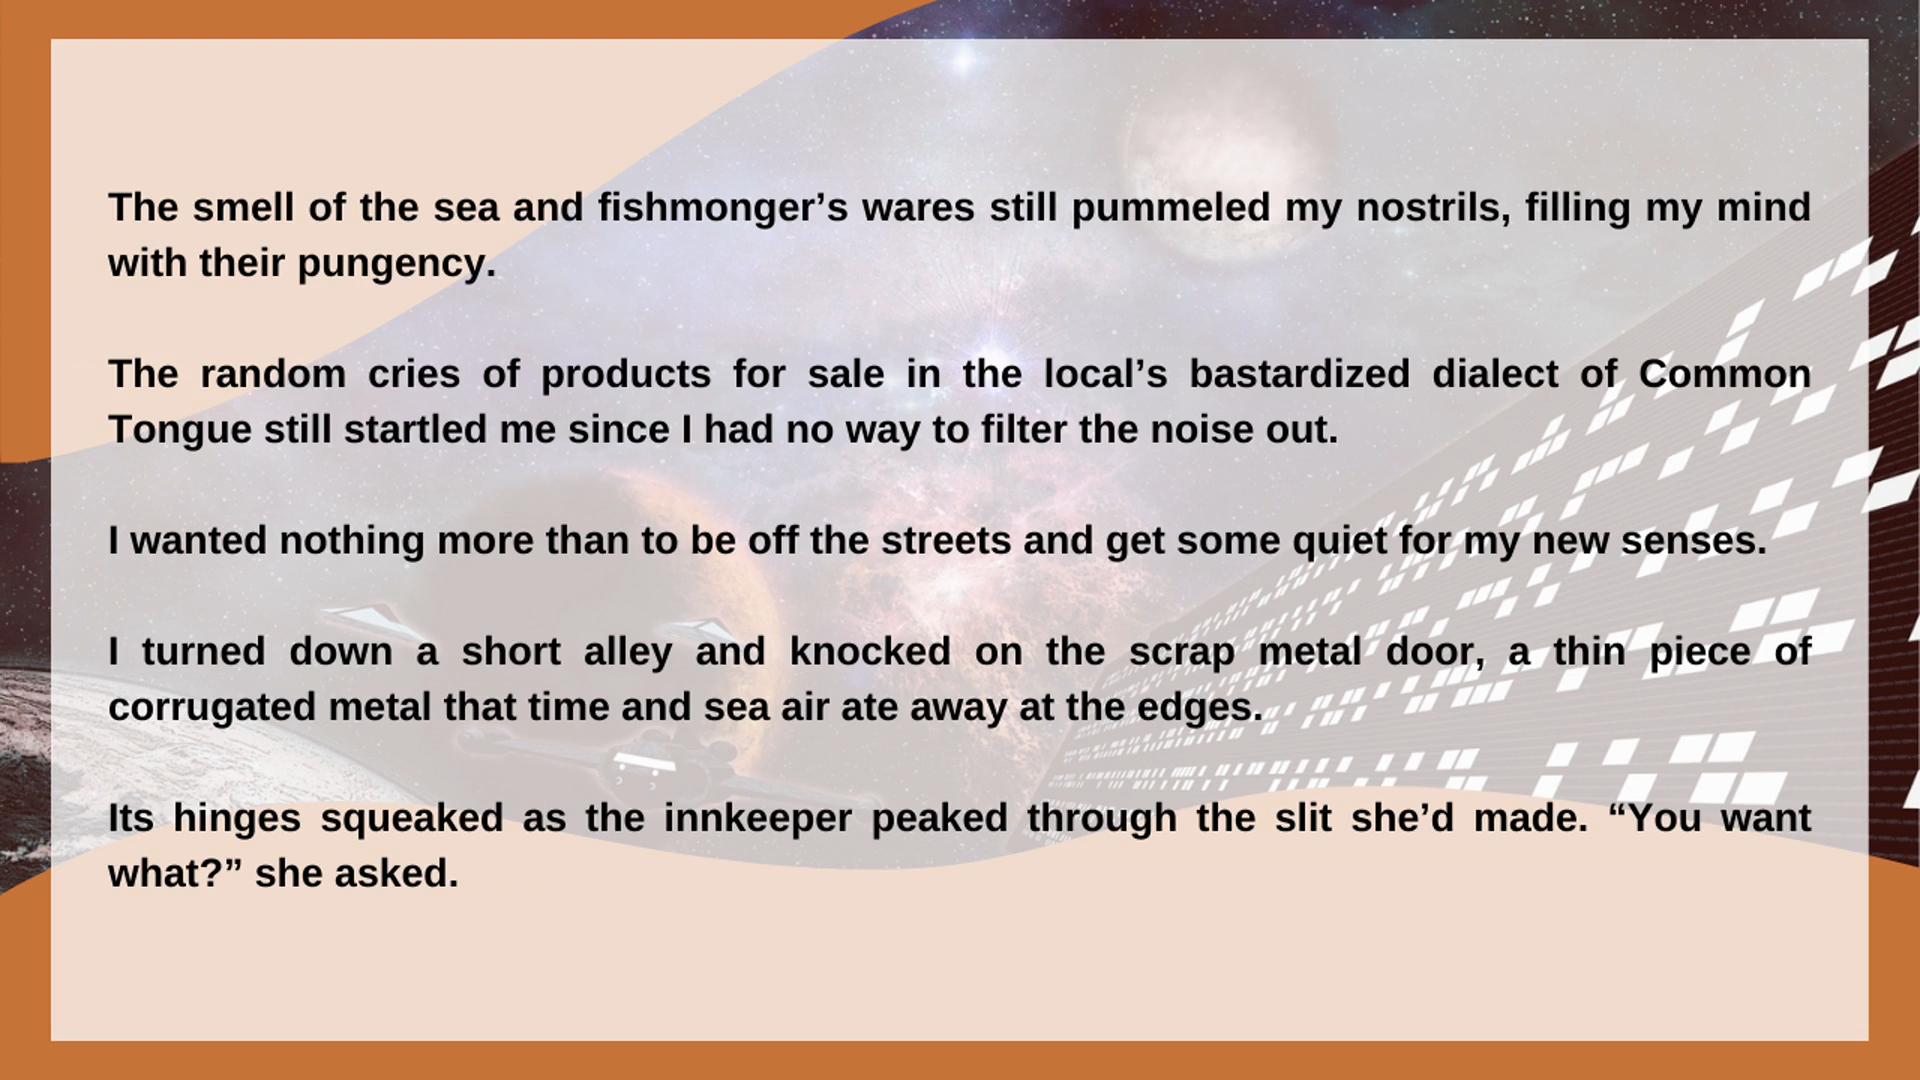 The smell of the sea and fishmonger’s wares still pummeled my nostrils, filling my mind
with their pungency.
The random cries of products for sale in the local’s bastardized dialect of Common
Tongue still startled me since I had no way to filter the noise out.
I wanted nothing more than to be off the streets and get some quiet for my new senses.
I turned down a short alley and knocked on the scrap metal door, a thin piece of
corrugated metal that time and sea air ate away at the edges.
Its hinges squeaked as the innkeeper peaked through the slit she’d made. “You want
what?” she asked.